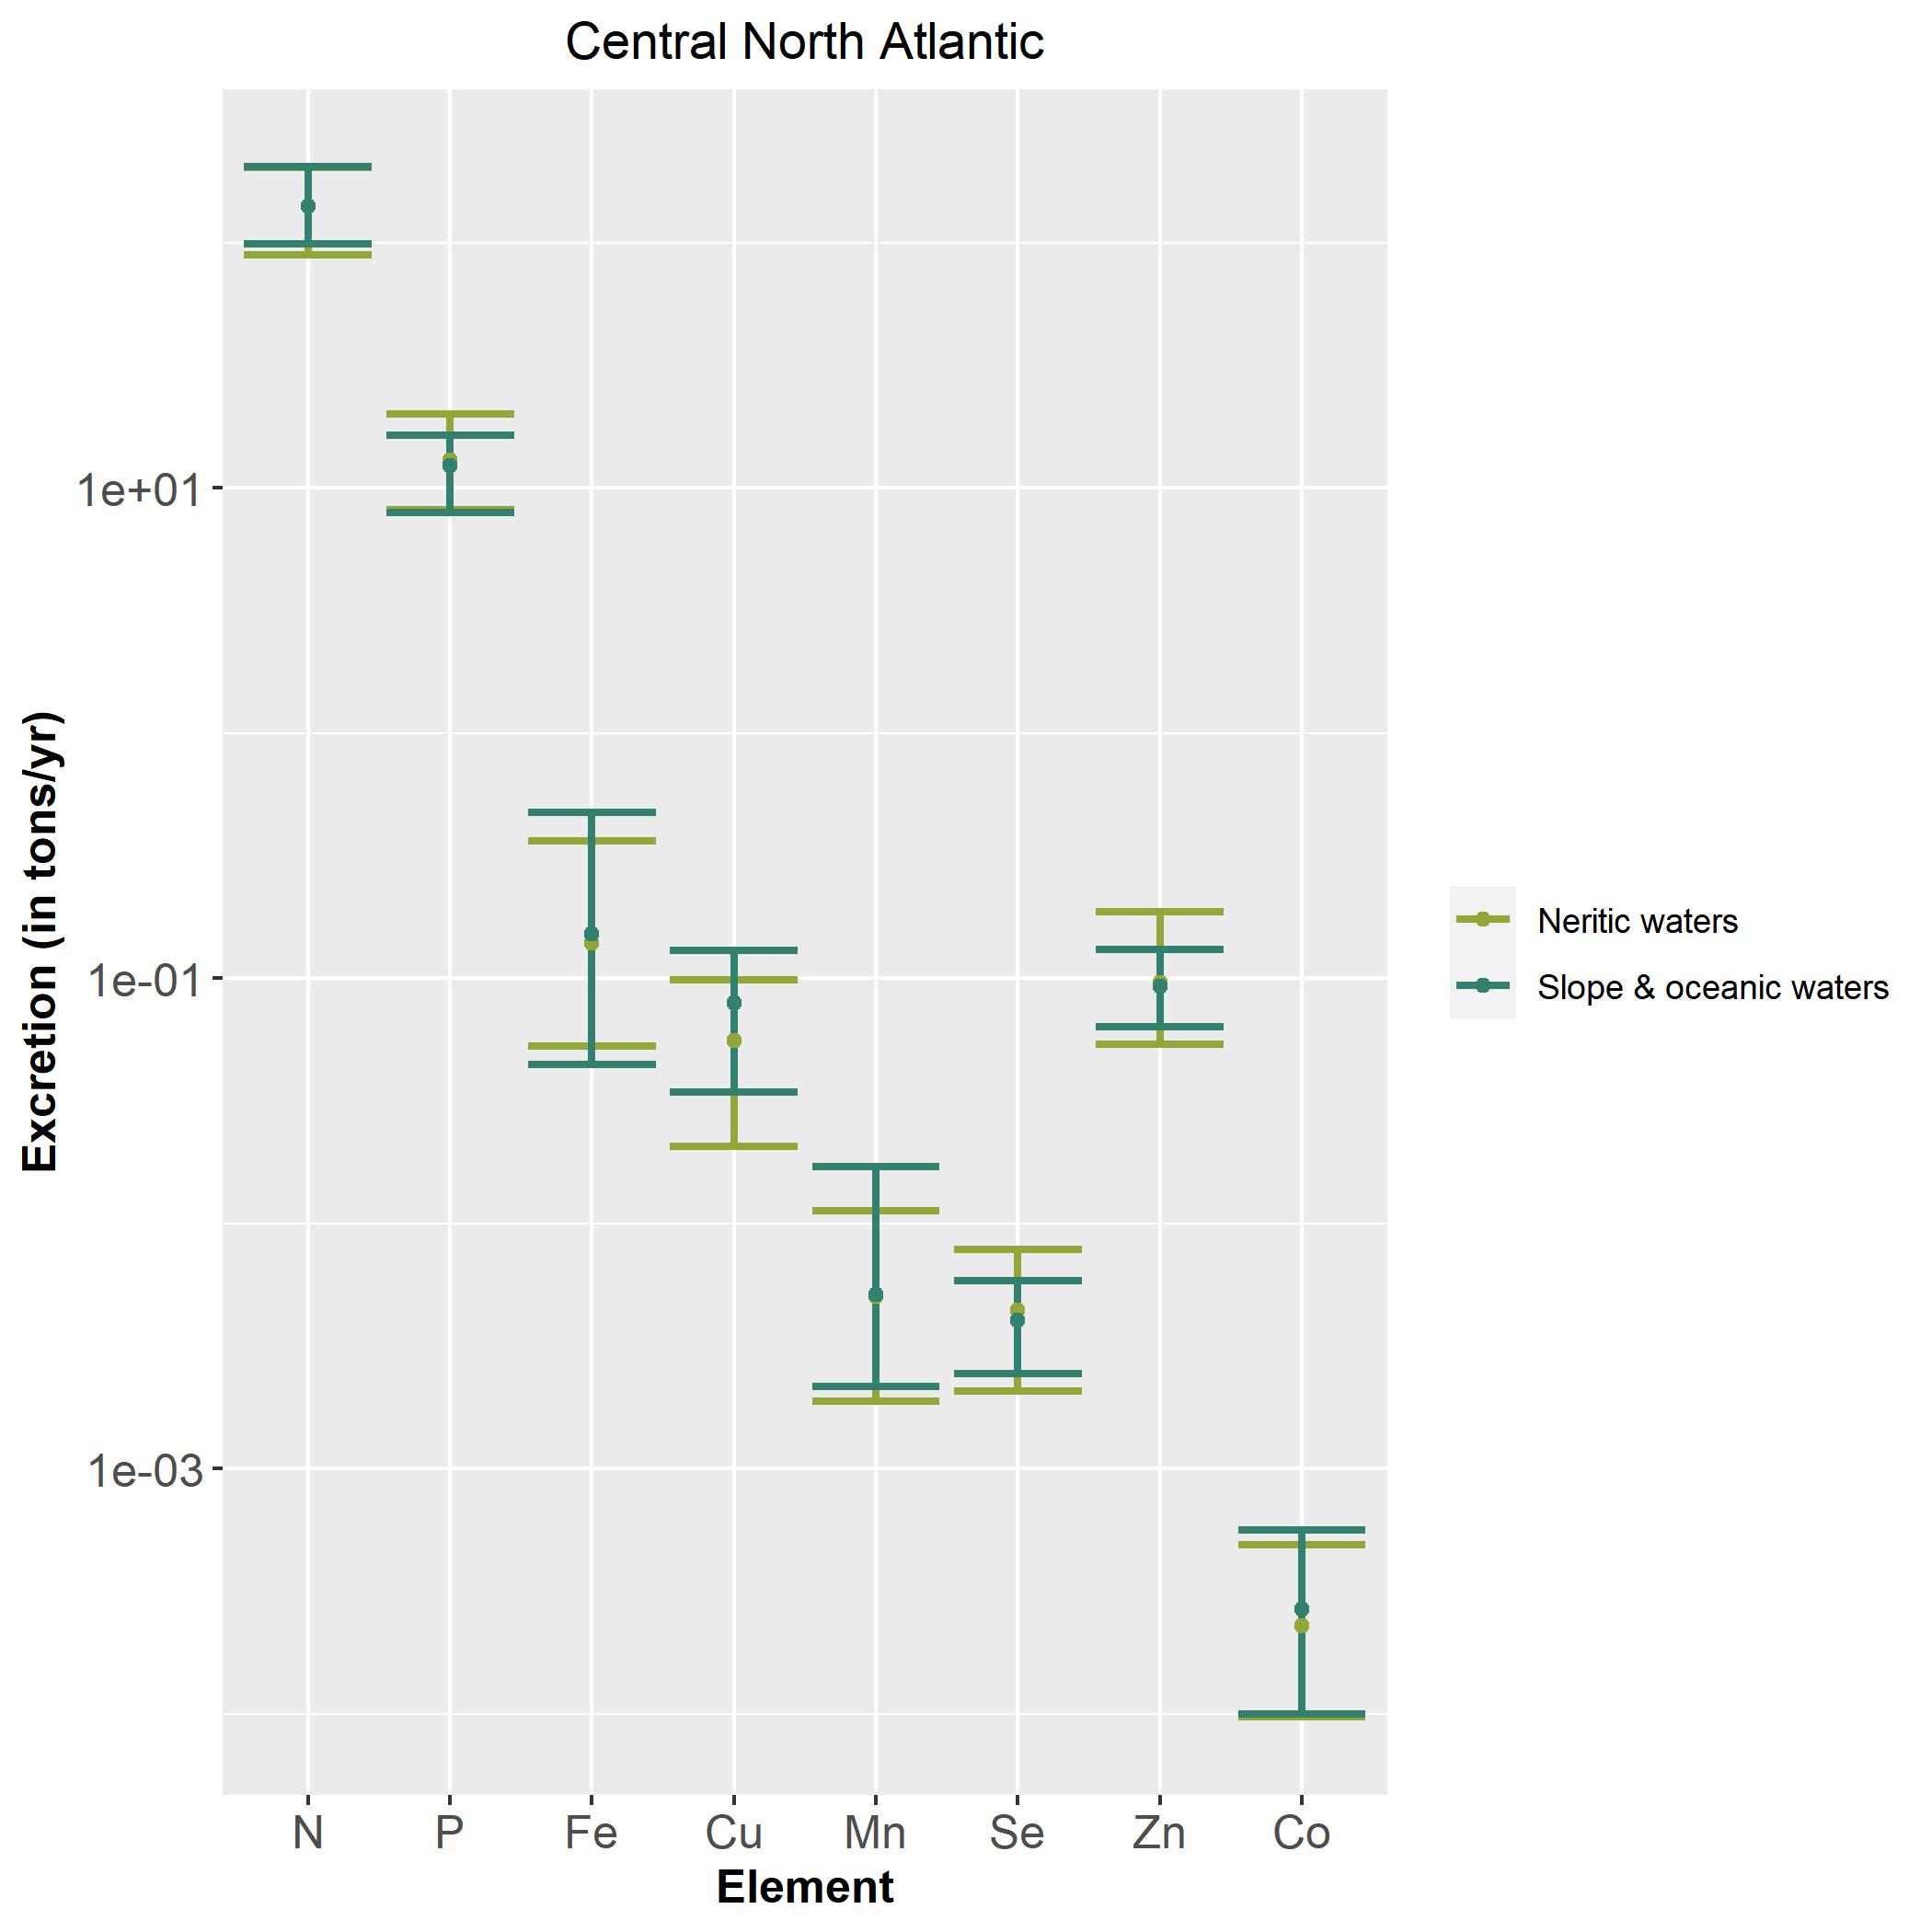 Central North Atlantic
Excretion (in tons/yr)
1e+01
1e-01
1e-03
N P Fe Cu Mn Se Zn Co
Element
Neritic waters
Slope & oceanic waters